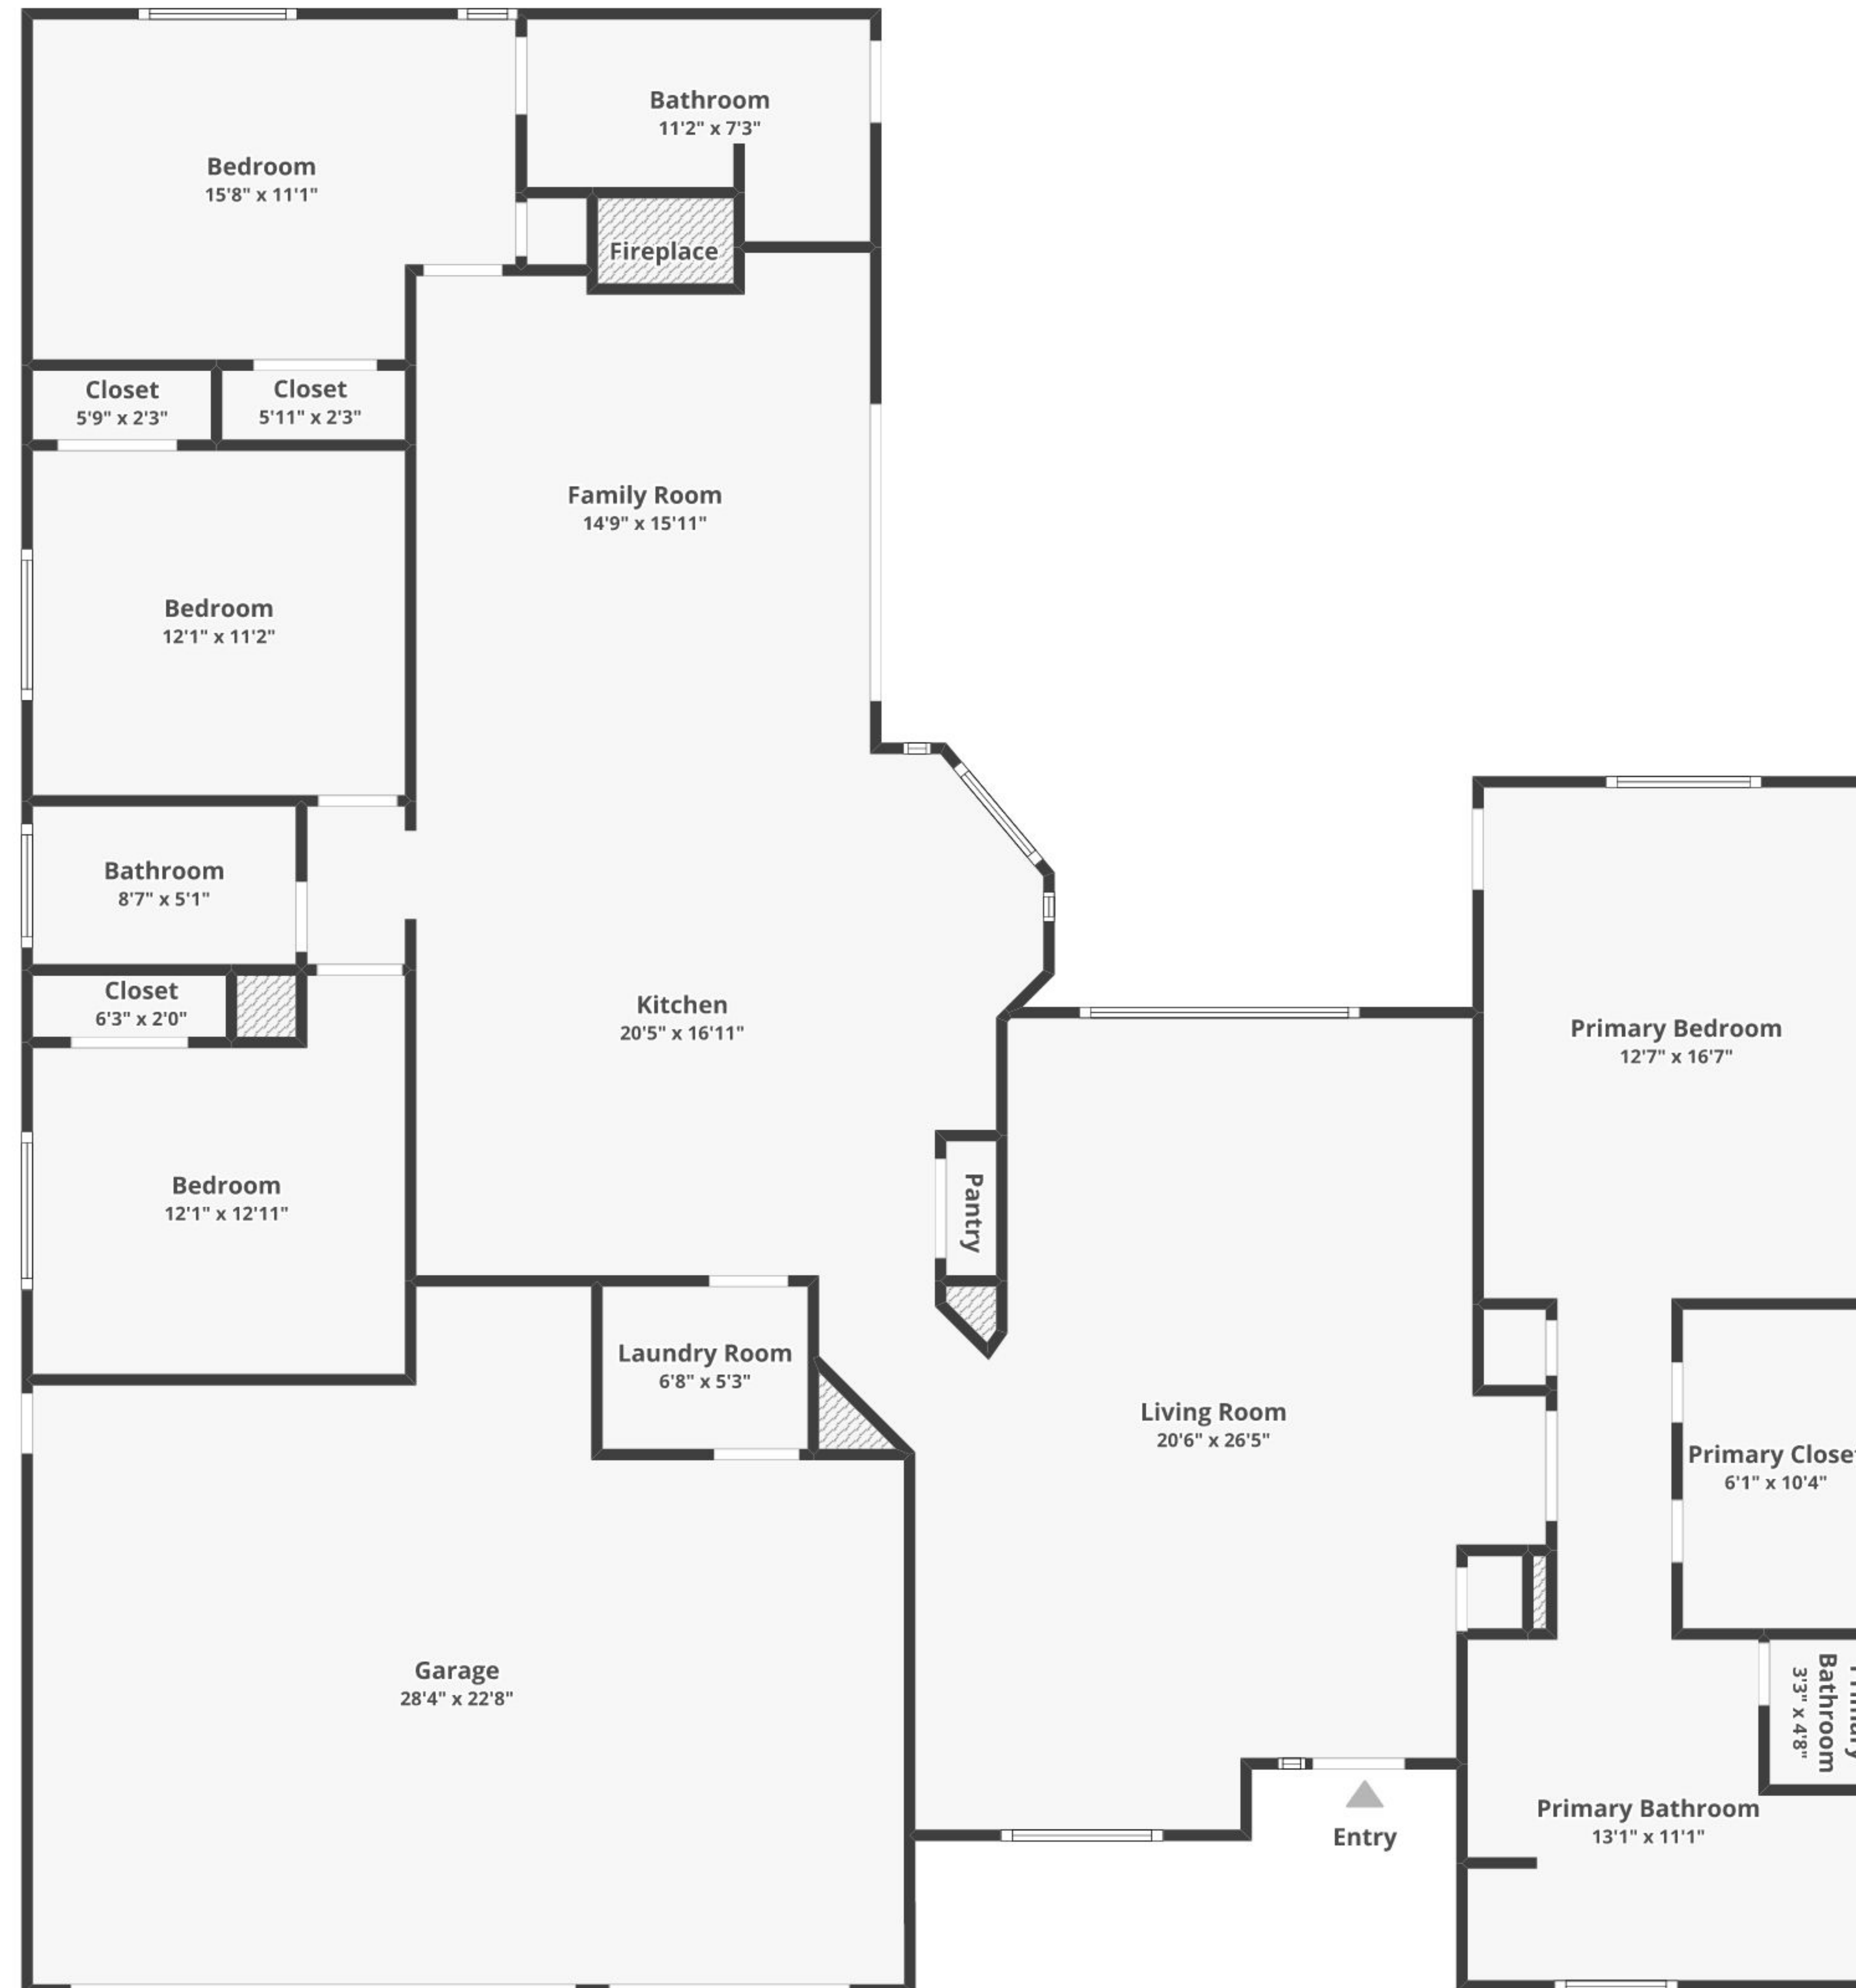 Bathroom
11'2" x 7'3"
Bedroom
15'8" x 11'1"
Fireplace
Closet
5'9" x 2'3"
Closet
5'11" x 2'3"
Family Room
14'9" x 15'11"
Bedroom
12'1" x 11'2"
Bathroom
8'7" x 5'1"
Closet
6'3" x 2'0"
Kitchen
20'5" x 16'11"
Primary Bedroom
12'7" x 16'7"
Pantry
Bedroom
12'1" x 12'11"
Laundry Room
6'8" x 5'3"
Living Room
20'6" x 26'5"
Primary Closet
6'1" x 10'4"
Garage
28'4" x 22'8"
Primary
Bathroom
3'3" x 4'8"
Primary Bathroom
13'1" x 11'1"
Entry